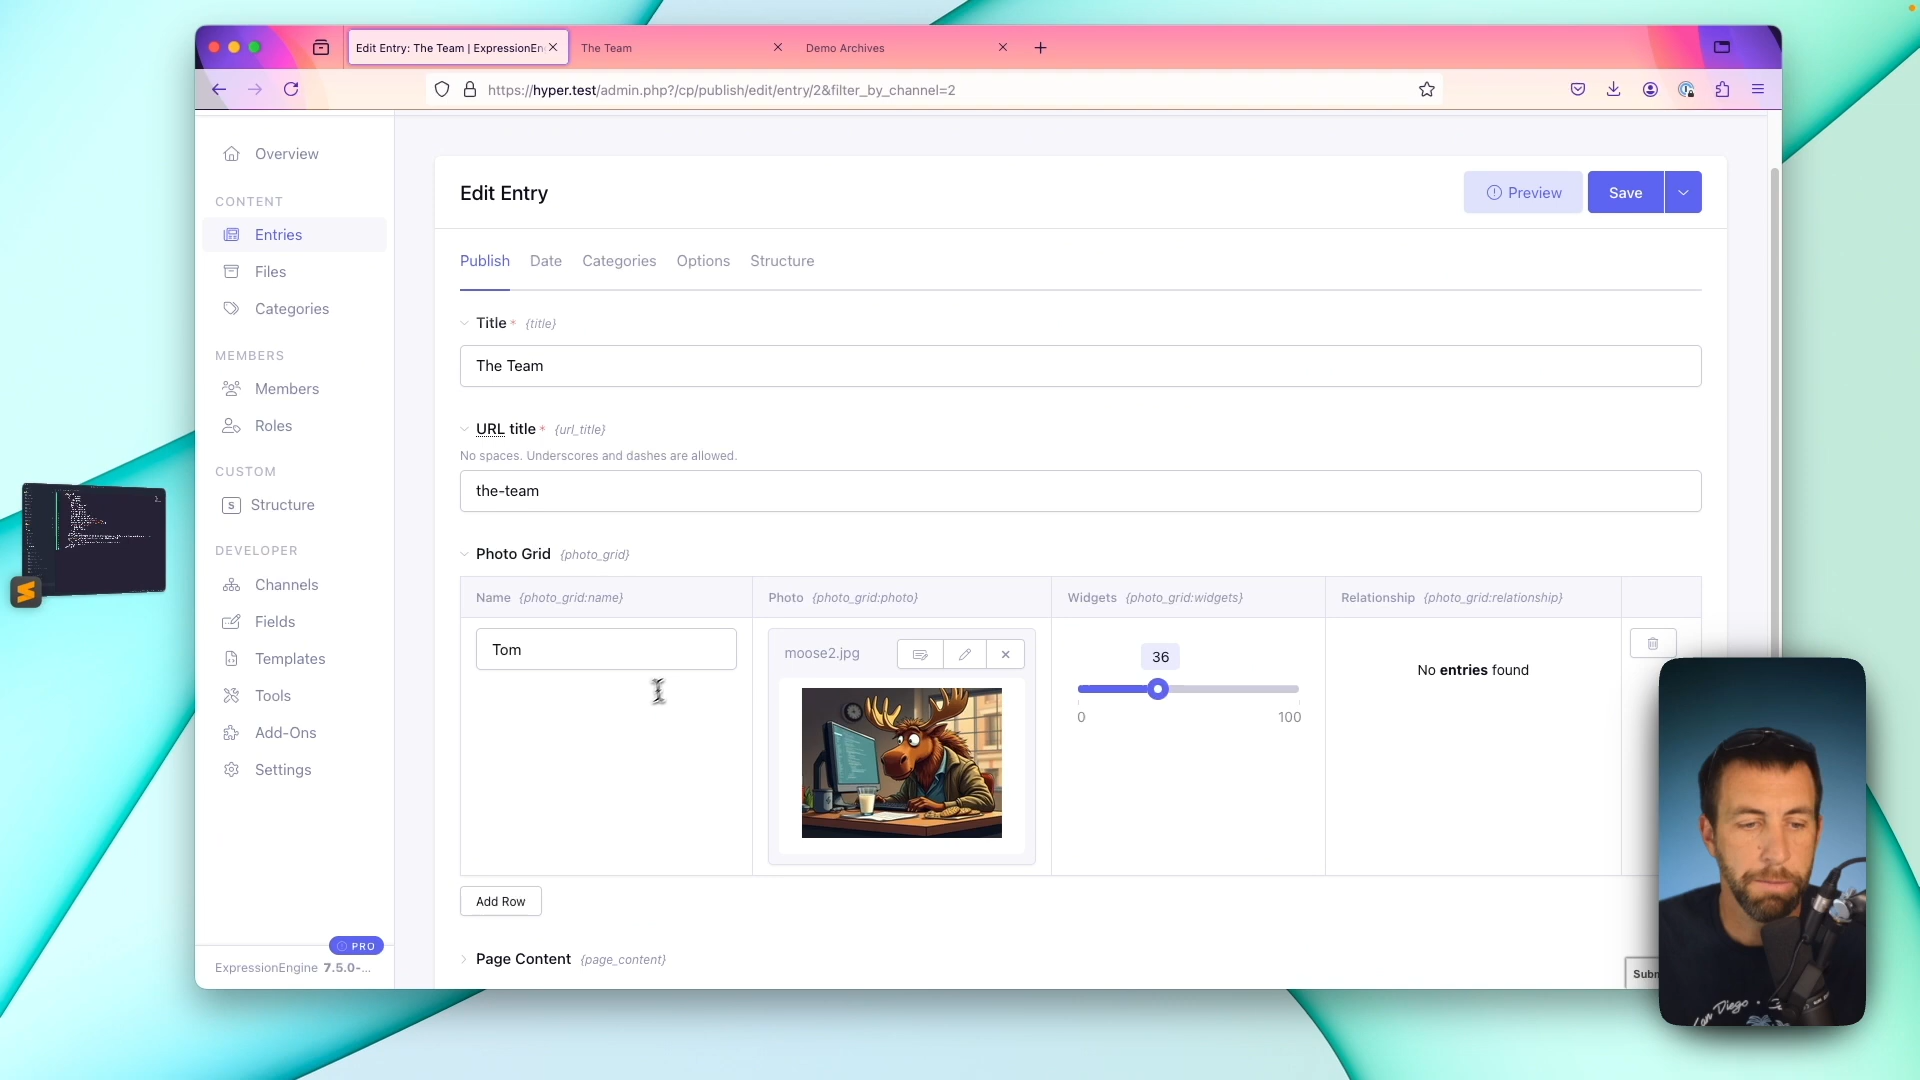 Edit Entry: The Team | ExpressionEn
The Team
Demo Archives
https://hyper.test/admin.php?/cp/publish/edit/entry/2&filter_by_channel=2
Overview
CONTENT
Entries
Files
Categories
MEMBERS
Members
Roles
CUSTOM
S Structure
DEVELOPER
Channels
Fields
Templates
Tools
Add-Ons
Settings
PRO
ExpressionEngine 7.5.0-...
Edit Entry
Preview
Save
Publish Date Categories Options Structure
Title * {title}
The Team
URL title * {url_title}
No spaces. Underscores and dashes are allowed.
the-team
Photo Grid {photo_grid}
Name {photo_grid:name} Photo {photo_grid:photo} Widgets {photo_grid:widgets} Relationship {photo_grid:relationship}
Tom
moose2.jpg
36
0 100
No entries found
Add Row
Page Content {page_content}
Subm
San Diego